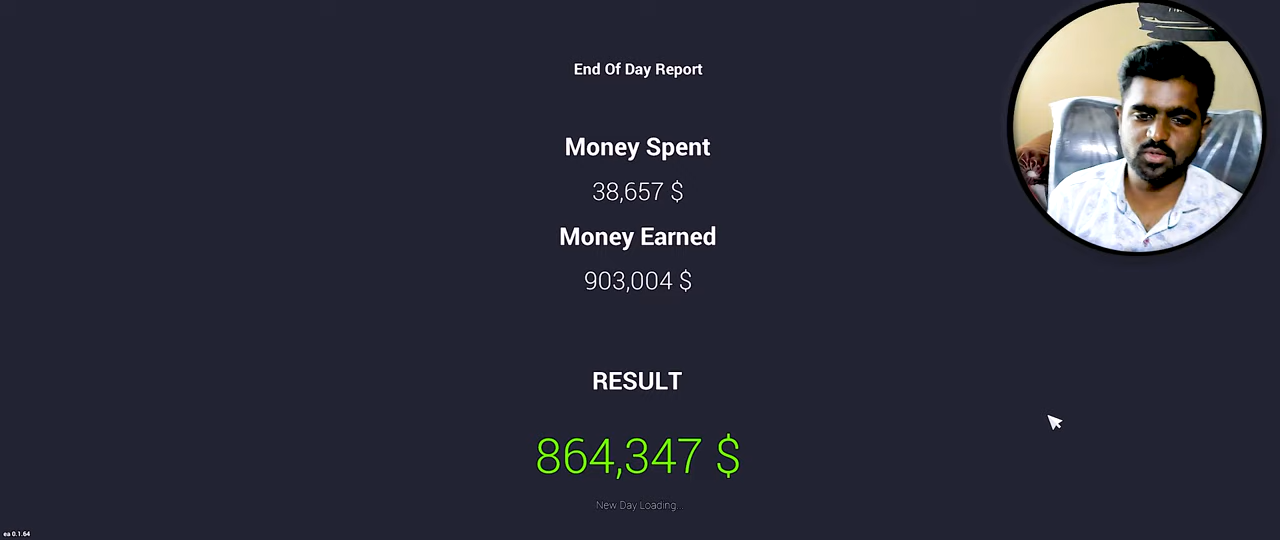 End Of Day Report
Money Spent
38,657 $
Money Earned
903,004 $
RESULT
864,347 $
New Day Loading...
ea 0.1.64